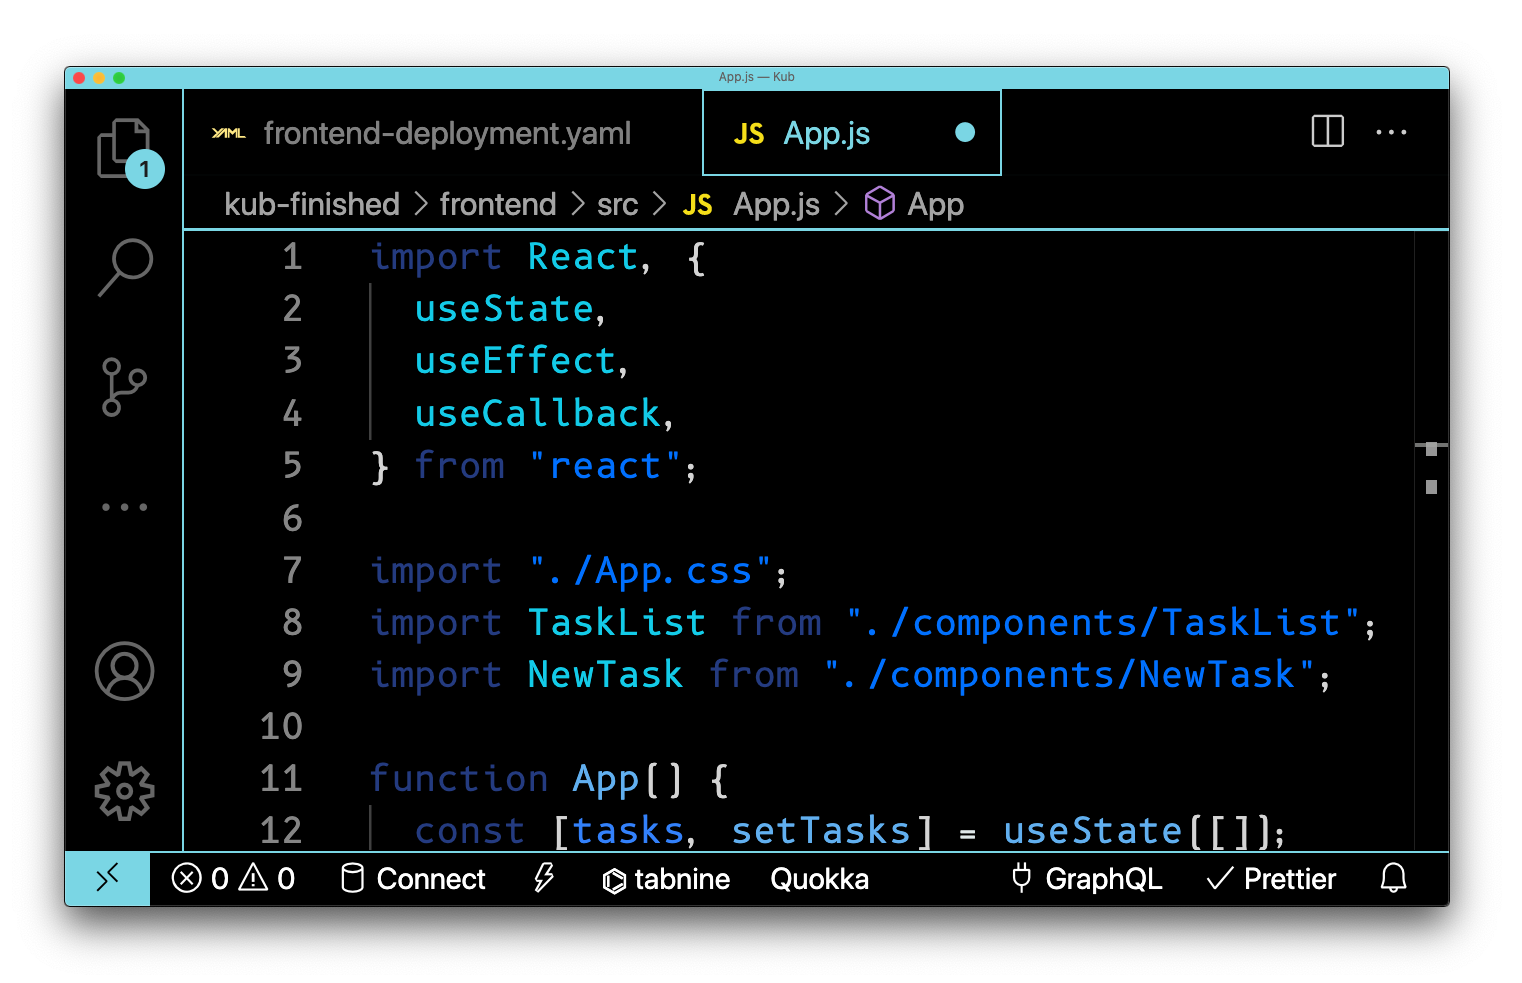 App.js — Kub
YAML frontend-deployment.yaml
JS App.js
1
kub-finished > frontend > src > JS App.js > App
1 import React, {
2 useState,
3 useEffect,
4 useCallback,
5 } from "react";
6
7 import "./App.css";
8 import TaskList from "./components/TaskList";
9 import NewTask from "./components/NewTask";
10
11 function App() {
12 const [tasks, setTasks] = useState([]);
0 0 Connect tabnine Quokka GraphQL Prettier